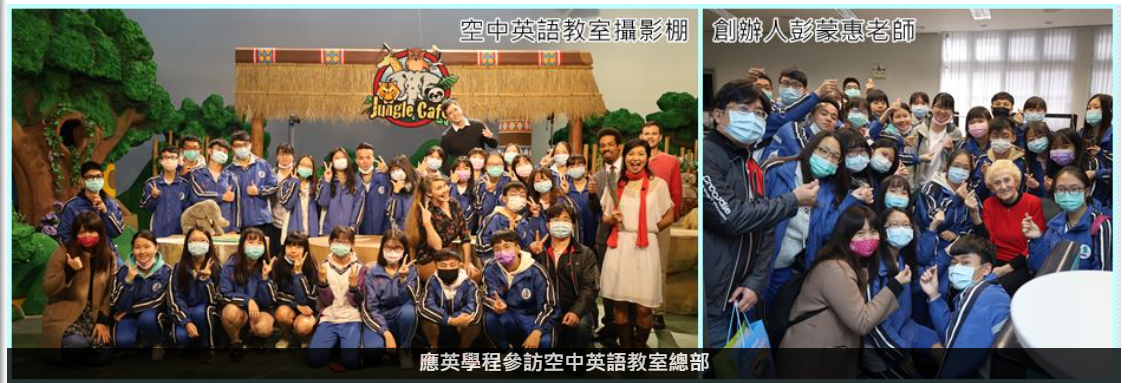 空中英語教室攝影棚
創辦人彭蒙惠老師
Jungle Cafe
crocodile
應英學程參訪空中英語教室總部